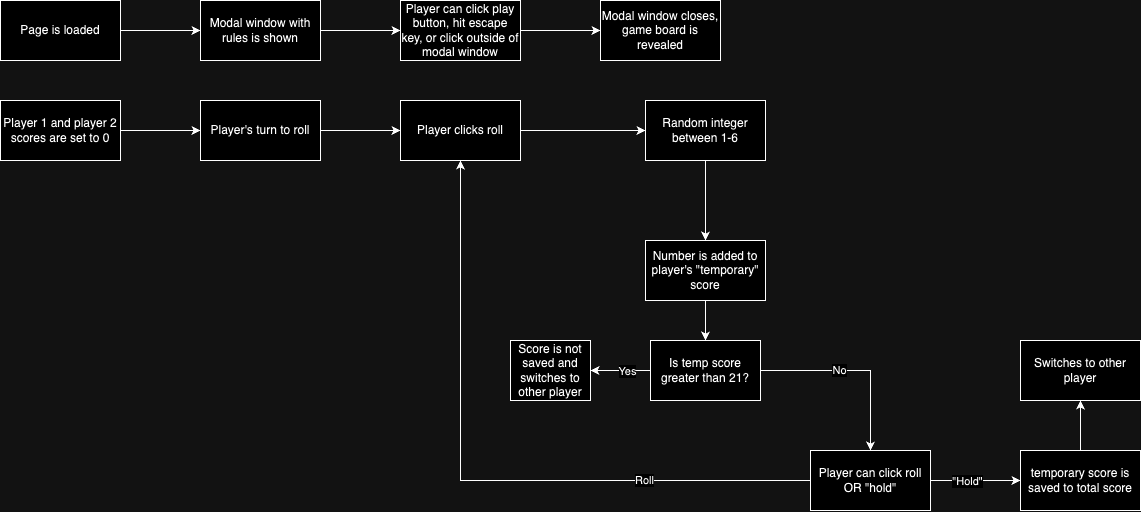 Page is loaded
Modal window with
rules is shown
Player can click play
button, hit escape
key, or click outside of
modal window
Modal window closes,
game board is
revealed
Player 1 and player 2
scores are set to 0
Player's turn to roll
Player clicks roll
Random integer
between 1-6
Number is added to
player's "temporary"
score
Score is not
saved and
switches to
other player
Yes
Is temp score
greater than 21?
No
Switches to other
player
Roll
Player can click roll
OR "hold"
"Hold"
temporary score is
saved to total score